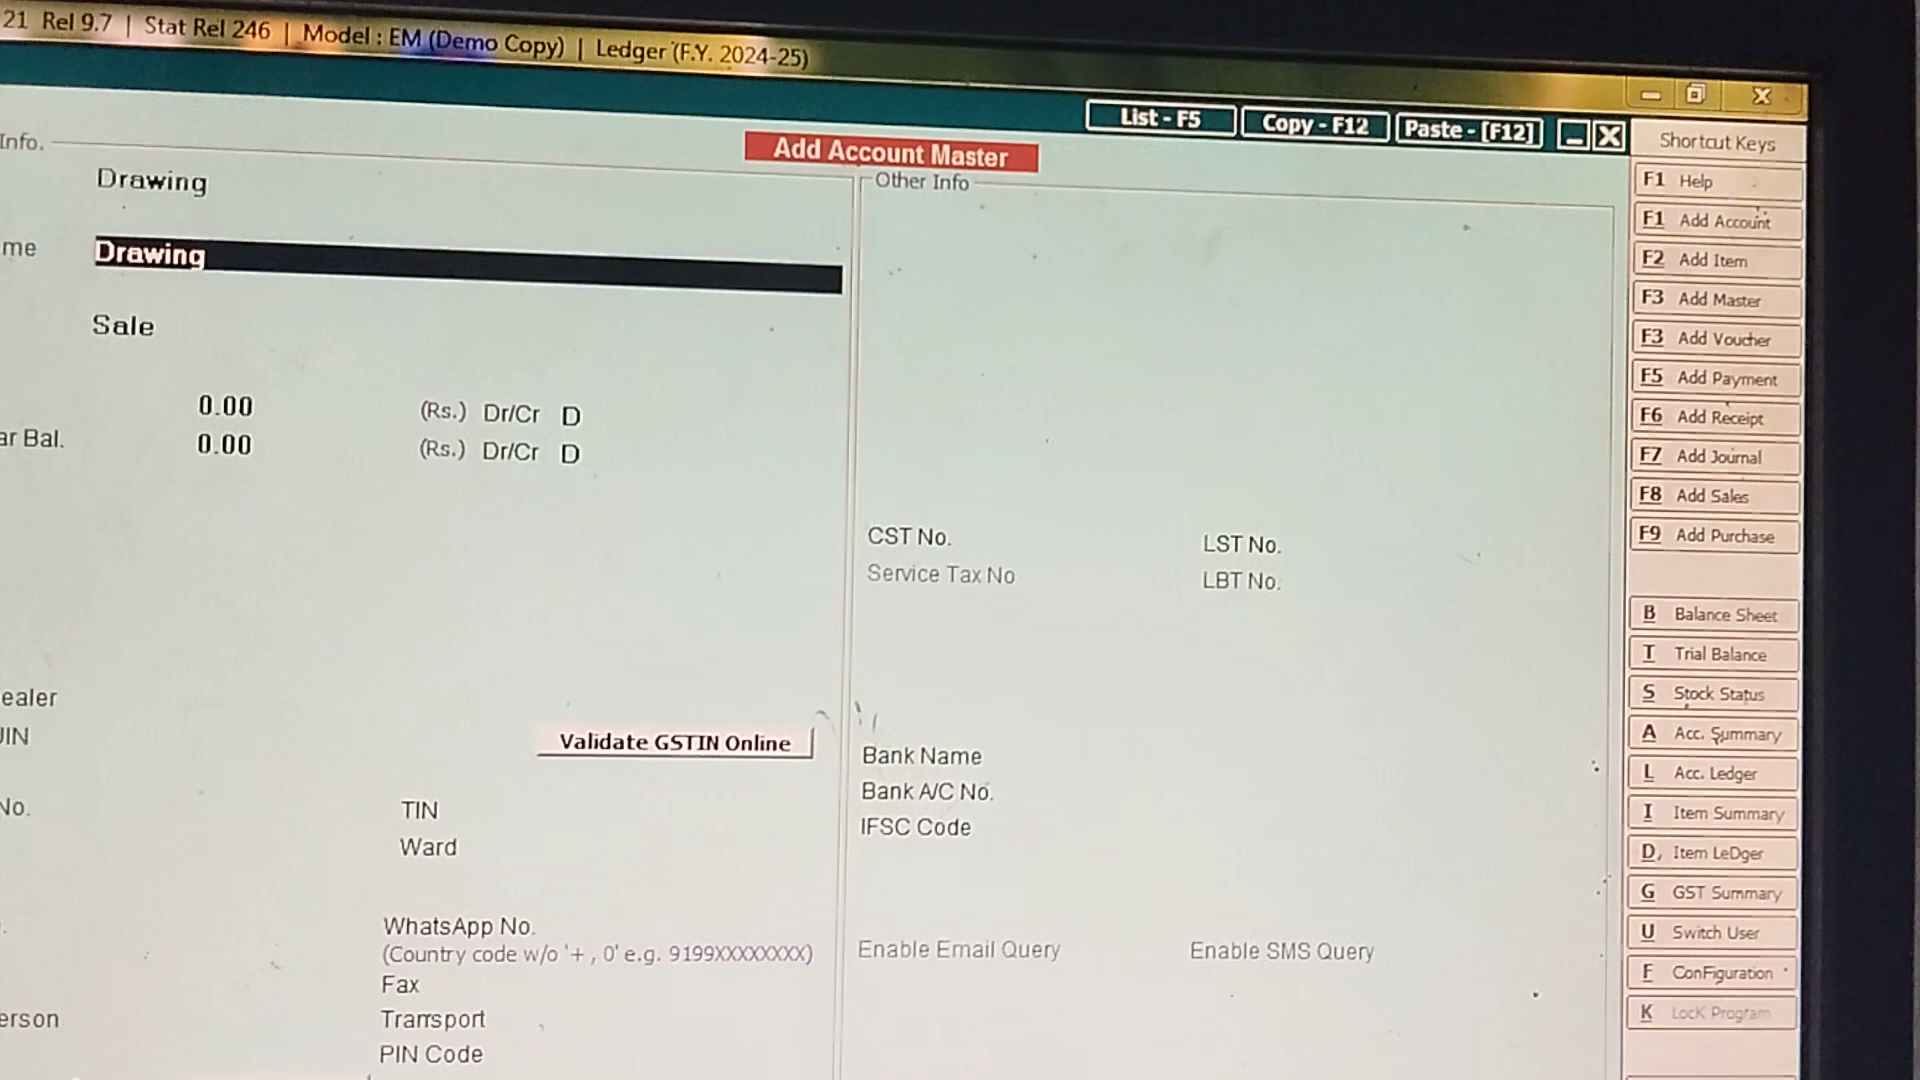 21 Rel 9.7 | Stat Rel 246 | Model : EM (Demo Copy) | Ledger (F.Y. 2024-25)
List - F5
Copy - F12
Paste - [F12]
Add Account Master
Info.
Drawing
me
Drawing
Sale
0.00 (Rs.) Dr/Cr D
ar Bal. 0.00 (Rs.) Dr/Cr D
ealer
JIN
Validate GSTIN Online
No.
TIN
Ward
WhatsApp No.
(Country code w/o '+ , 0' e.g. 9199XXXXXXXX)
Fax
erson
Transport
PIN Code
Other Info
CST No. LST No.
Service Tax No LBT No.
Bank Name
Bank A/C No.
IFSC Code
Enable Email Query Enable SMS Query
Shortcut Keys
F1 Help
F1 Add Account
F2 Add Item
F3 Add Master
F3 Add Voucher
F5 Add Payment
F6 Add Receipt
F7 Add Journal
F8 Add Sales
F9 Add Purchase
B Balance Sheet
T Trial Balance
S Stock Status
A Acc. Summary
L Acc. Ledger
I Item Summary
D Item LeDger
G GST Summary
U Switch User
F ConFiguration
K LocK Program